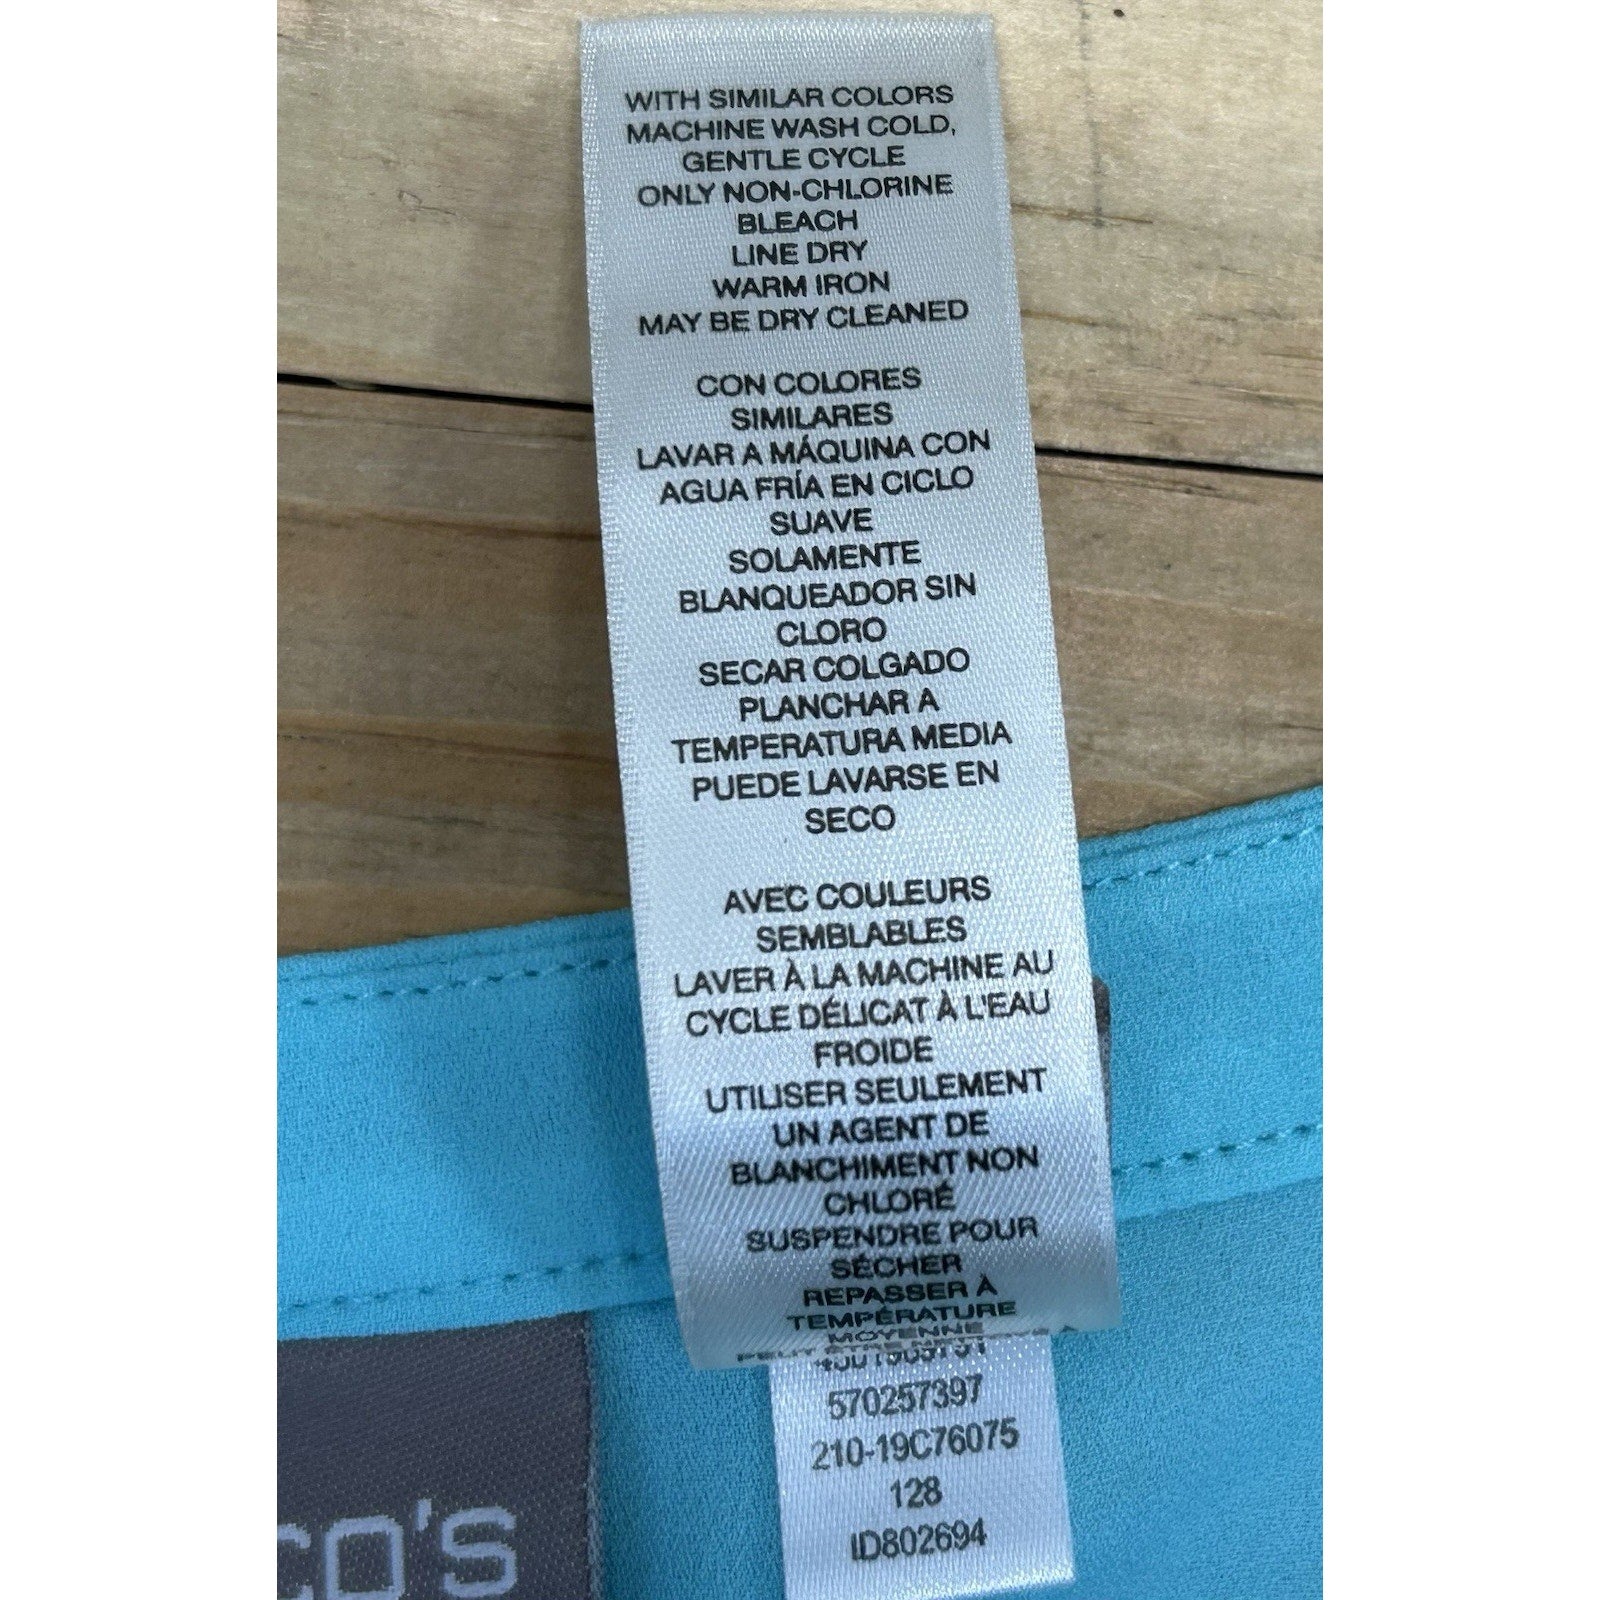 WITH SIMILAR COLORS
MACHINE WASH COLD,
GENTLE CYCLE
ONLY NON-CHLORINE
BLEACH
LINE DRY
WARM IRON
MAY BE DRY CLEANED
CON COLORES
SIMILARES
LAVAR A MÁQUINA CON
AGUA FRÍA EN CICLO
SUAVE
SOLAMENTE
BLANQUEADOR SIN
CLORO
SECAR COLGADO
PLANCHAR A
TEMPERATURA MEDIA
PUEDE LAVARSE EN
SECO
AVEC COULEURS
SEMBLABLES
LAVER À LA MACHINE AU
CYCLE DÉLICAT À L'EAU
FROIDE
UTILISER SEULEMENT
UN AGENT DE
BLANCHIMENT NON
CHLORÉ
SUSPENDRE POUR
SÉCHER
REPASSER À
TEMPÉRATURE
MOYENNE
570257397
210-19C76075
128
ID802694
CO'S